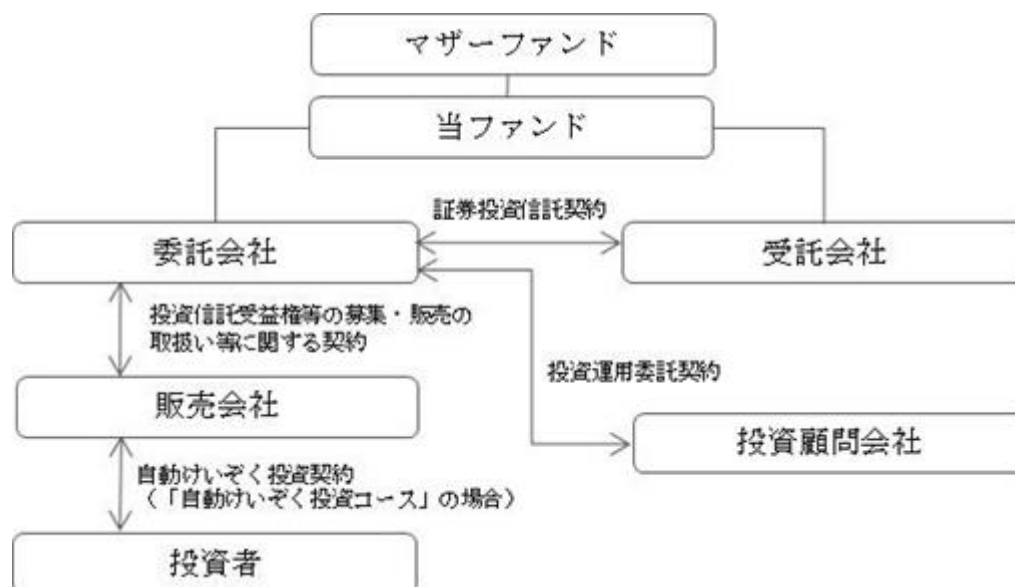 マザーファンド
当ファンド
証券投資信託契約
委託会社
受託会社
投資信託受益権等の募集・販売の
取扱い等に関する契約
投資運用委託契約
販売会社
投資顧問会社
自動けいぞく投資契約
(「自動けいぞく投資コース」の場合)
投資者